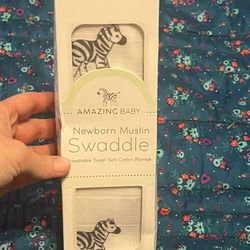 AMAZING BABY
Newborn Muslin
Swaddle
Breathable Super Soft Cotton Blanket